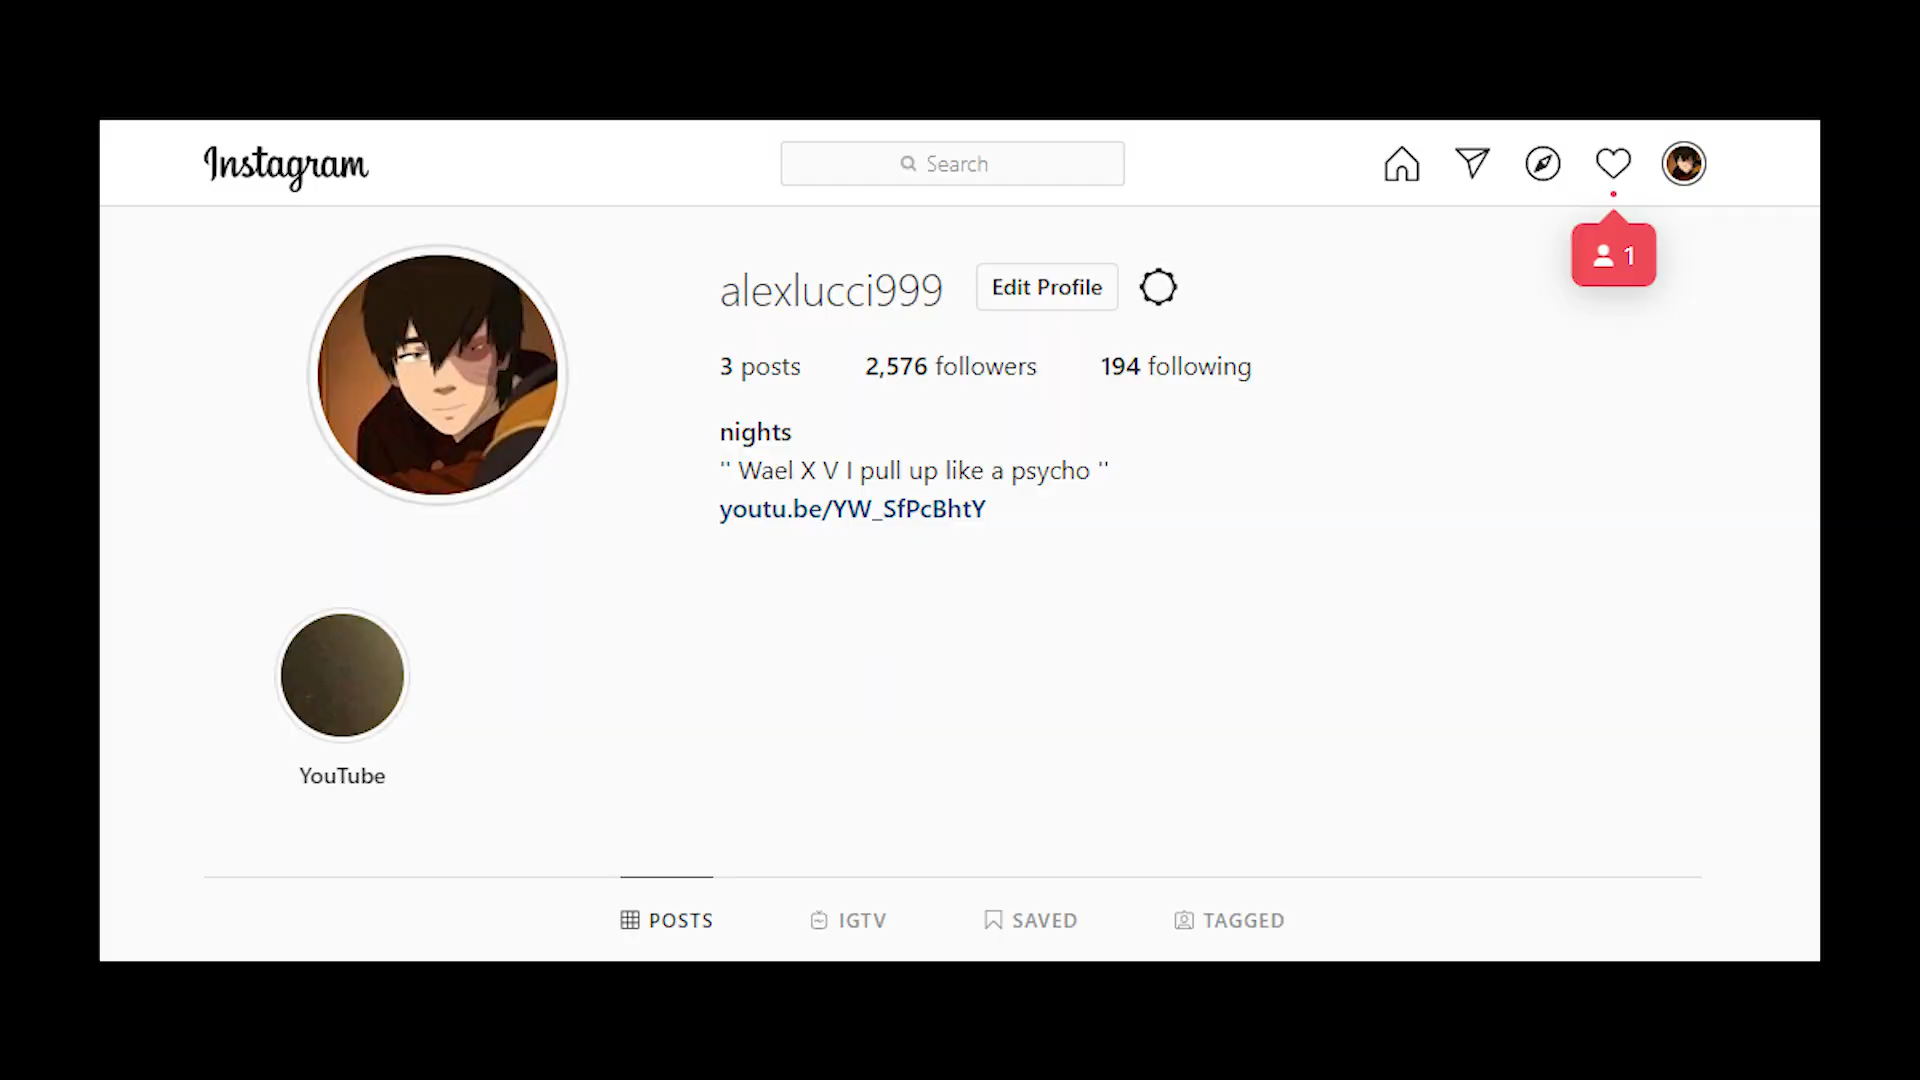 Instagram
Search
1
alexlucci999 Edit Profile
3 posts 2,576 followers 194 following
nights
'' Wael X V I pull up like a psycho ''
youtu.be/YW_SfPcBhtY
YouTube
POSTS IGTV SAVED TAGGED